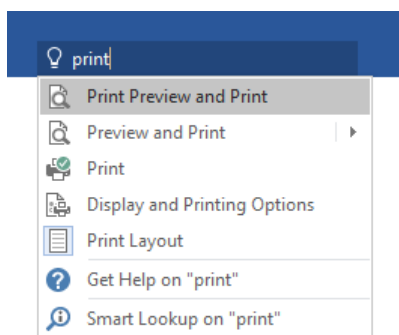 print
Print Preview and Print
Preview and Print
Print
Display and Printing Options
Print Layout
Get Help on "print"
Smart Lookup on "print"